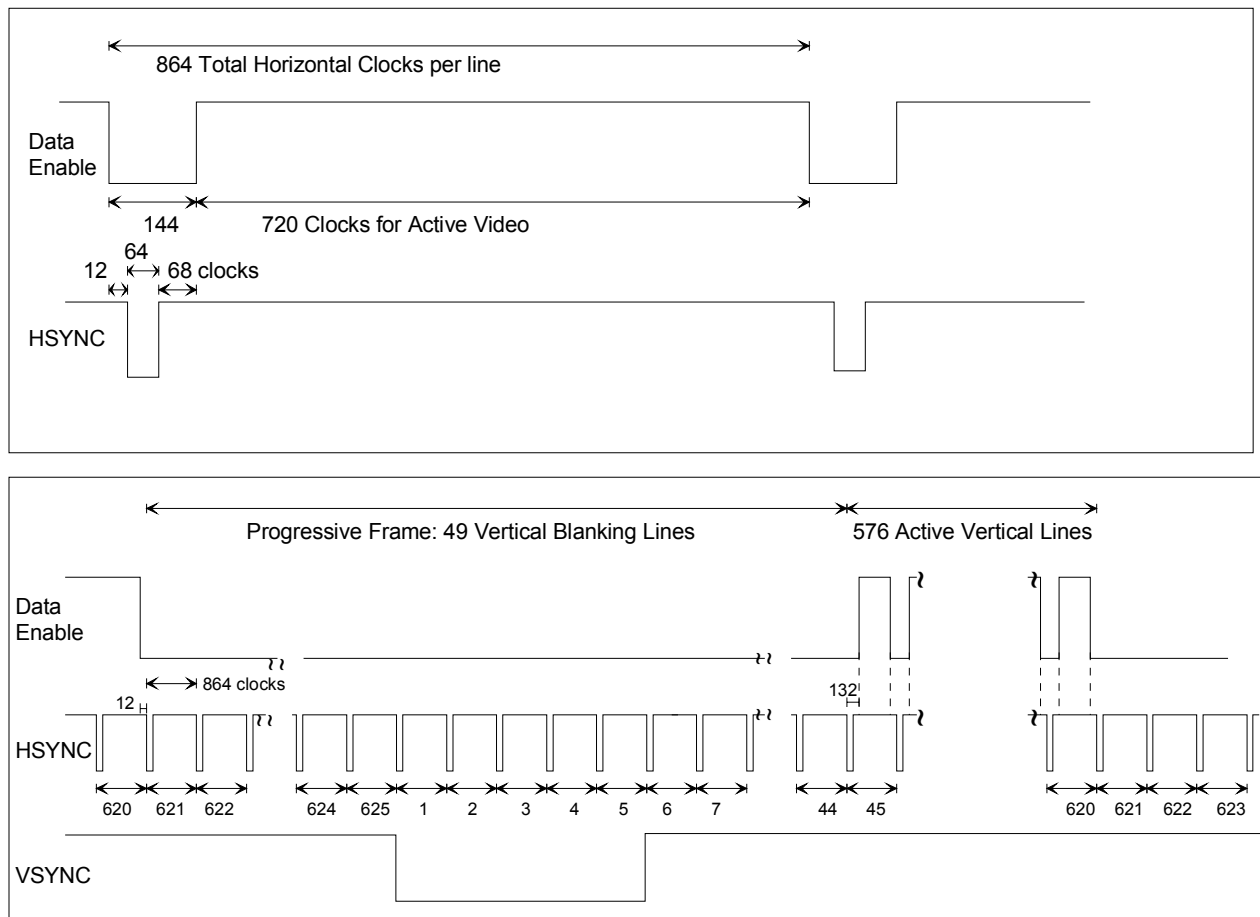 864 Total Horizontal Clocks per line
Data
Enable
144
720 Clocks for Active Video
64
12
68 clocks
HSYNC
Progressive Frame: 49 Vertical Blanking Lines
576 Active Vertical Lines
Data
Enable
864 clocks
12
132
HSYNC
620 621 622 624 625 1 2 3 4 5 6 7 44 45 620 621 622 623
VSYNC